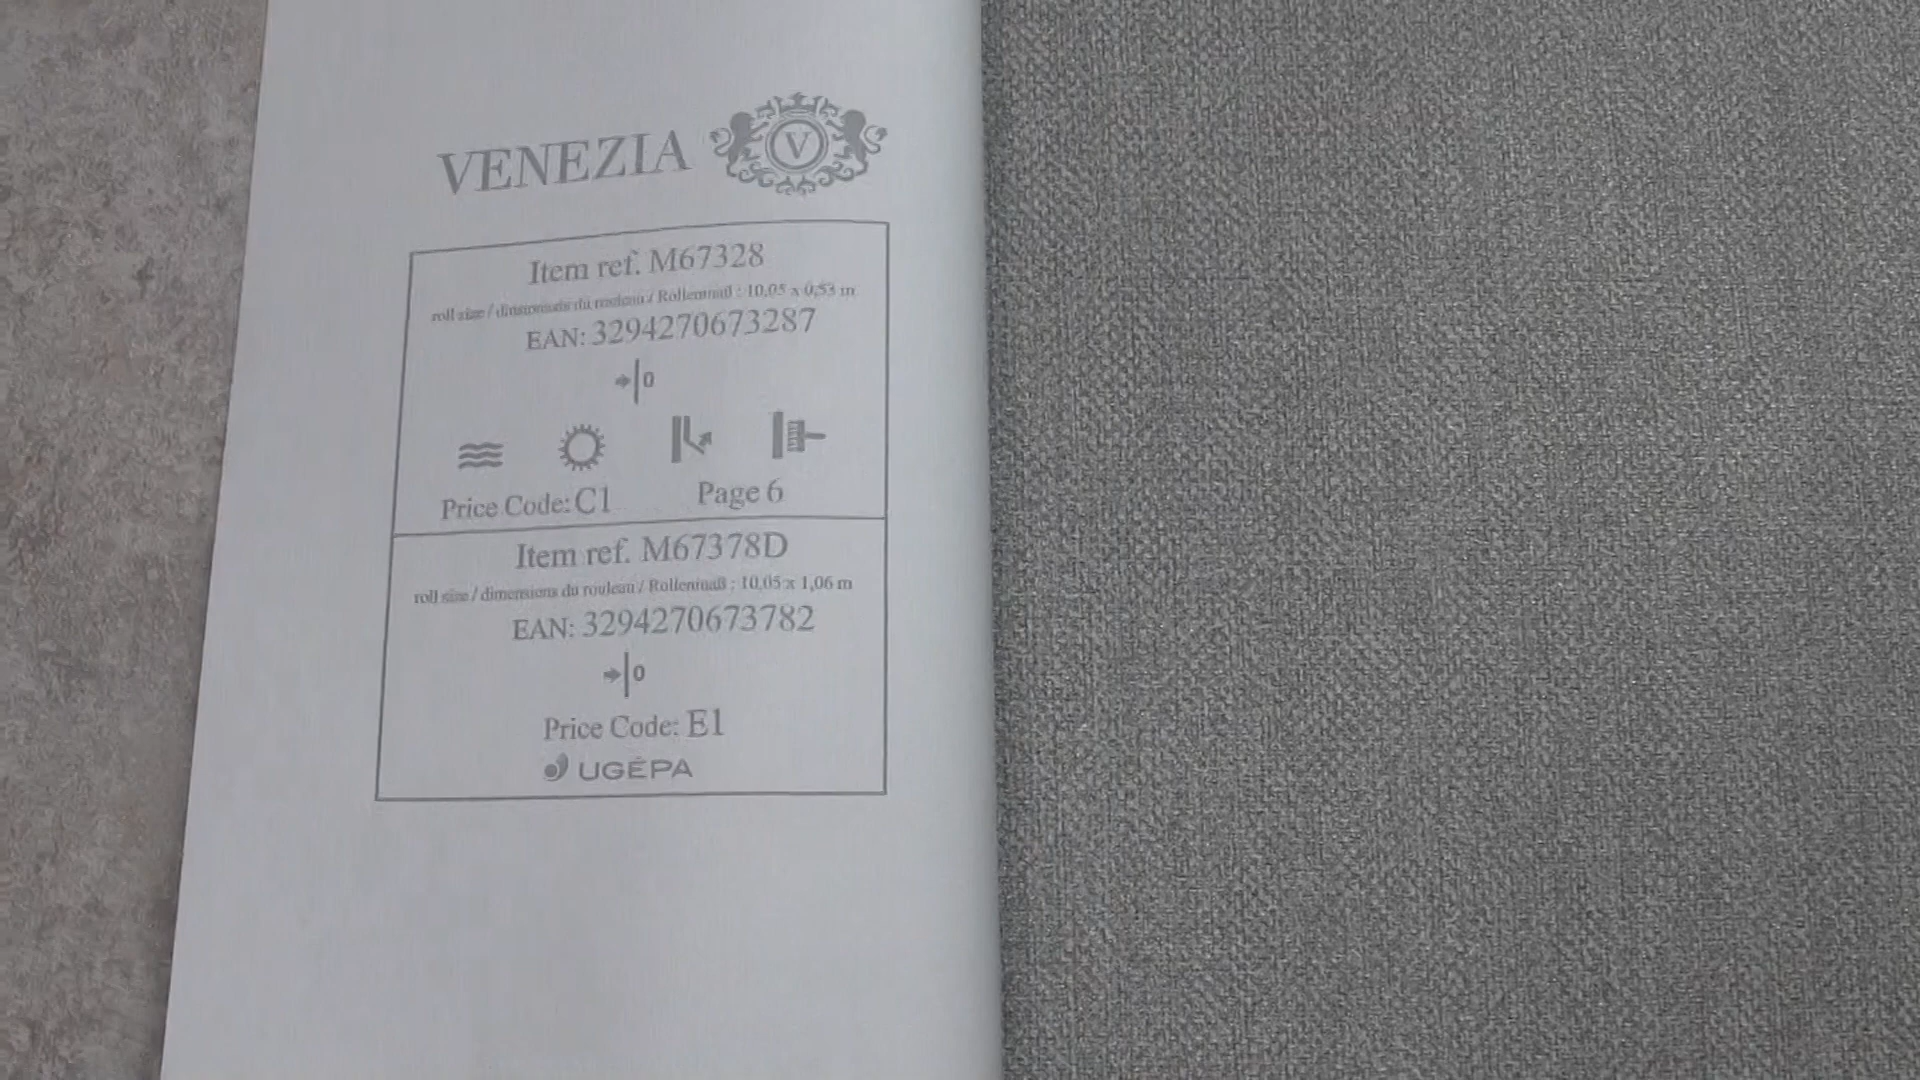 VENEZIA V
Item ref. M67328
roll size / dimensions du rouleau / Rollenmaß : 10,05 x 0,53 m
EAN: 3294270673287
0
Price Code: C1 Page 6
Item ref. M67378D
roll size / dimensions du rouleau / Rollenmaß : 10,05 x 1,06 m
EAN: 3294270673782
0
Price Code: E1
UGÉPA